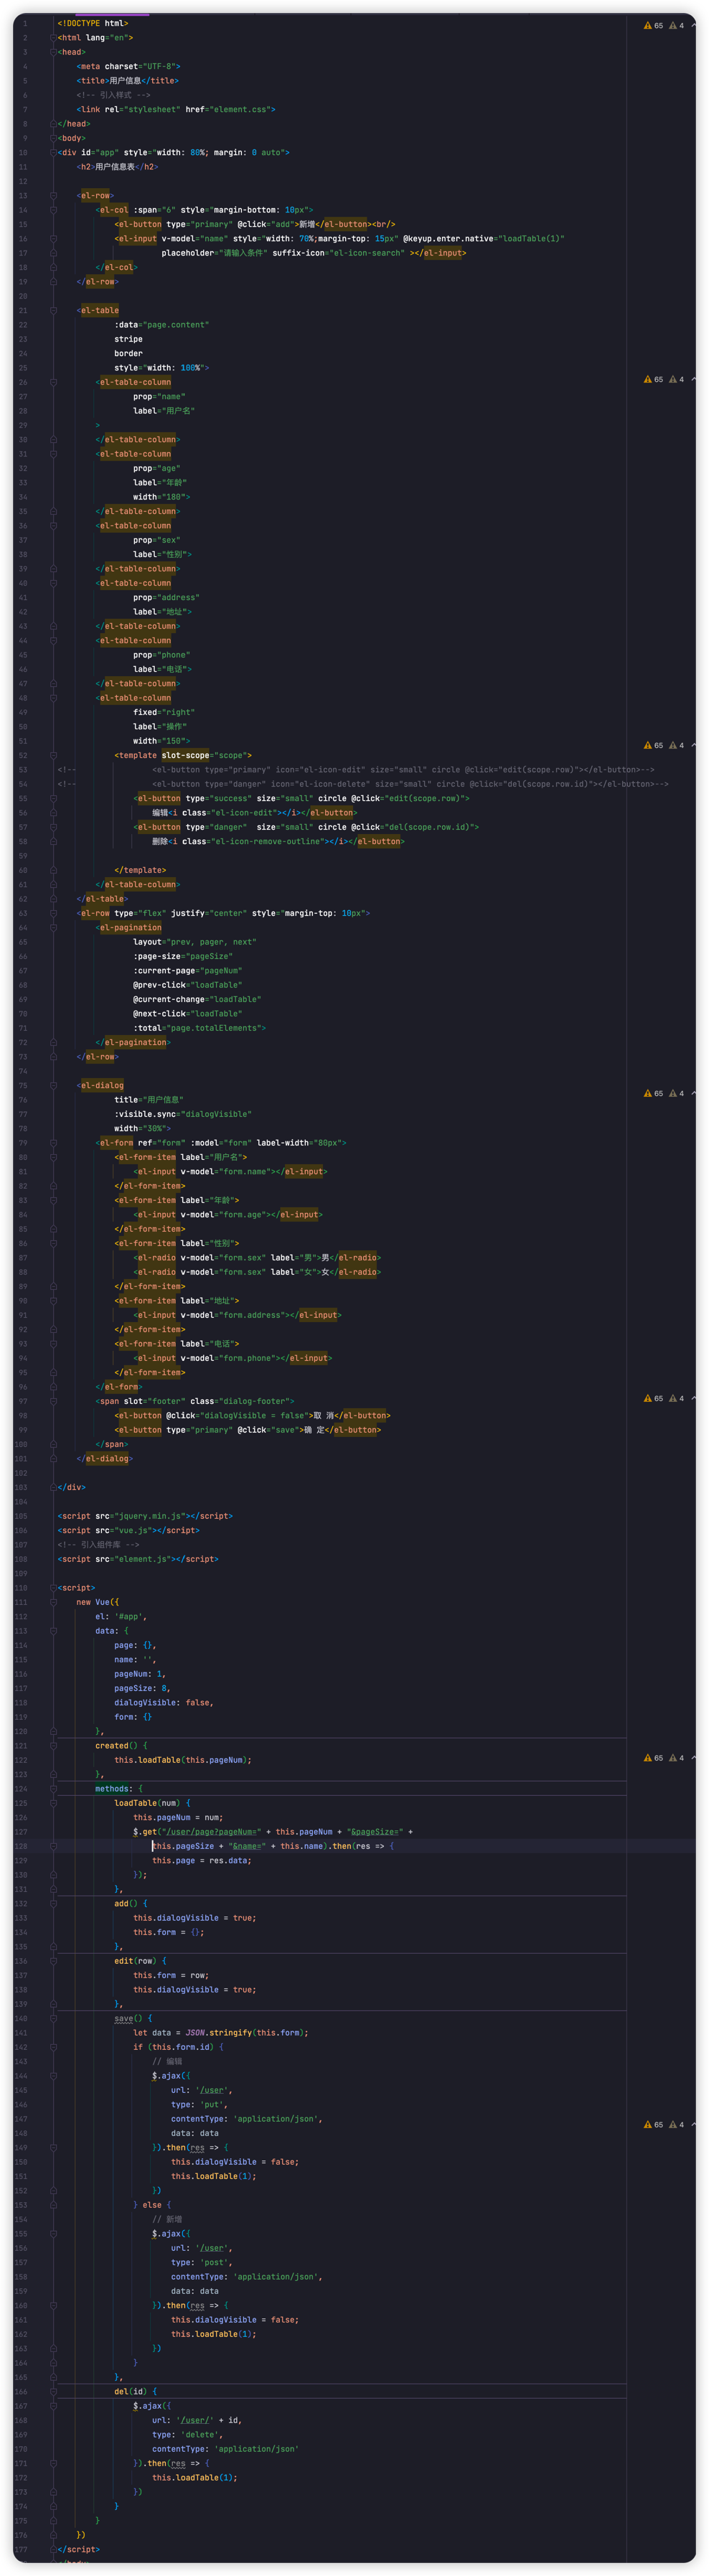 65 4
1 <!DOCTYPE html>
2 <html lang="en">
3 <head>
4 <meta charset="UTF-8">
5 <title>用户信息</title>
6 <!-- 引入样式 -->
7 <link rel="stylesheet" href="element.css">
8 </head>
9 <body>
10 <div id="app" style="width: 80%; margin: 0 auto">
11 <h2>用户信息表</h2>
12
13 <el-row>
14 <el-col :span="6" style="margin-bottom: 10px">
15 <el-button type="primary" @click="add">新增</el-button><br/>
16 <el-input v-model="name" style="width: 70%;margin-top: 15px" @keyup.enter.native="loadTable(1)"
17 placeholder="请输入条件" suffix-icon="el-icon-search" ></el-input>
18 </el-col>
19 </el-row>
20
21 <el-table
22 :data="page.content"
23 stripe
24 border
25 style="width: 100%">
65 4
26 <el-table-column
27 prop="name"
28 label="用户名"
29 >
30 </el-table-column>
31 <el-table-column
32 prop="age"
33 label="年龄"
34 width="180">
35 </el-table-column>
36 <el-table-column
37 prop="sex"
38 label="性别">
39 </el-table-column>
40 <el-table-column
41 prop="address"
42 label="地址">
43 </el-table-column>
44 <el-table-column
45 prop="phone"
46 label="电话">
47 </el-table-column>
48 <el-table-column
49 fixed="right"
50 label="操作"
51 width="150">
65 4
52 <template slot-scope="scope">
53 <!-- <el-button type="primary" icon="el-icon-edit" size="small" circle @click="edit(scope.row)"></el-button>-->
54 <!-- <el-button type="danger" icon="el-icon-delete" size="small" circle @click="del(scope.row.id)"></el-button>-->
55 <el-button type="success" size="small" circle @click="edit(scope.row)">
56 编辑<i class="el-icon-edit"></i></el-button>
57 <el-button type="danger"  size="small" circle @click="del(scope.row.id)">
58 删除<i class="el-icon-remove-outline"></i></el-button>
59
60 </template>
61 </el-table-column>
62 </el-table>
63 <el-row type="flex" justify="center" style="margin-top: 10px">
64 <el-pagination
65 layout="prev, pager, next"
66 :page-size="pageSize"
67 :current-page="pageNum"
68 @prev-click="loadTable"
69 @current-change="loadTable"
70 @next-click="loadTable"
71 :total="page.totalElements">
72 </el-pagination>
73 </el-row>
74
75 <el-dialog
65 4
76 title="用户信息"
77 :visible.sync="dialogVisible"
78 width="30%">
79 <el-form ref="form" :model="form" label-width="80px">
80 <el-form-item label="用户名">
81 <el-input v-model="form.name"></el-input>
82 </el-form-item>
83 <el-form-item label="年龄">
84 <el-input v-model="form.age"></el-input>
85 </el-form-item>
86 <el-form-item label="性别">
87 <el-radio v-model="form.sex" label="男">男</el-radio>
88 <el-radio v-model="form.sex" label="女">女</el-radio>
89 </el-form-item>
90 <el-form-item label="地址">
91 <el-input v-model="form.address"></el-input>
92 </el-form-item>
93 <el-form-item label="电话">
94 <el-input v-model="form.phone"></el-input>
95 </el-form-item>
96 </el-form>
97 <span slot="footer" class="dialog-footer">
65 4
98 <el-button @click="dialogVisible = false">取 消</el-button>
99 <el-button type="primary" @click="save">确 定</el-button>
100 </span>
101 </el-dialog>
102
103 </div>
104
105 <script src="jquery.min.js"></script>
106 <script src="vue.js"></script>
107 <!-- 引入组件库 -->
108 <script src="element.js"></script>
109
110 <script>
111 new Vue({
112 el: '#app',
113 data: {
114 page: {},
115 name: '',
116 pageNum: 1,
117 pageSize: 8,
118 dialogVisible: false,
119 form: {}
120 },
121 created() {
65 4
122 this.loadTable(this.pageNum);
123 },
124 methods: {
125 loadTable(num) {
126 this.pageNum = num;
127 $.get("/user/page?pageNum=" + this.pageNum + "&pageSize=" +
128 this.pageSize + "&name=" + this.name).then(res => {
129 this.page = res.data;
130 });
131 },
132 add() {
133 this.dialogVisible = true;
134 this.form = {};
135 },
136 edit(row) {
137 this.form = row;
138 this.dialogVisible = true;
139 },
140 save() {
141 let data = JSON.stringify(this.form);
142 if (this.form.id) {
143 // 编辑
144 $.ajax({
145 url: '/user',
146 type: 'put',
147 contentType: 'application/json',
65 4
148 data: data
149 }).then(res => {
150 this.dialogVisible = false;
151 this.loadTable(1);
152 })
153 } else {
154 // 新增
155 $.ajax({
156 url: '/user',
157 type: 'post',
158 contentType: 'application/json',
159 data: data
160 }).then(res => {
161 this.dialogVisible = false;
162 this.loadTable(1);
163 })
164 }
165 },
166 del(id) {
167 $.ajax({
168 url: '/user/' + id,
169 type: 'delete',
170 contentType: 'application/json'
171 }).then(res => {
172 this.loadTable(1);
173 })
174 }
175 }
176 })
177 </script>